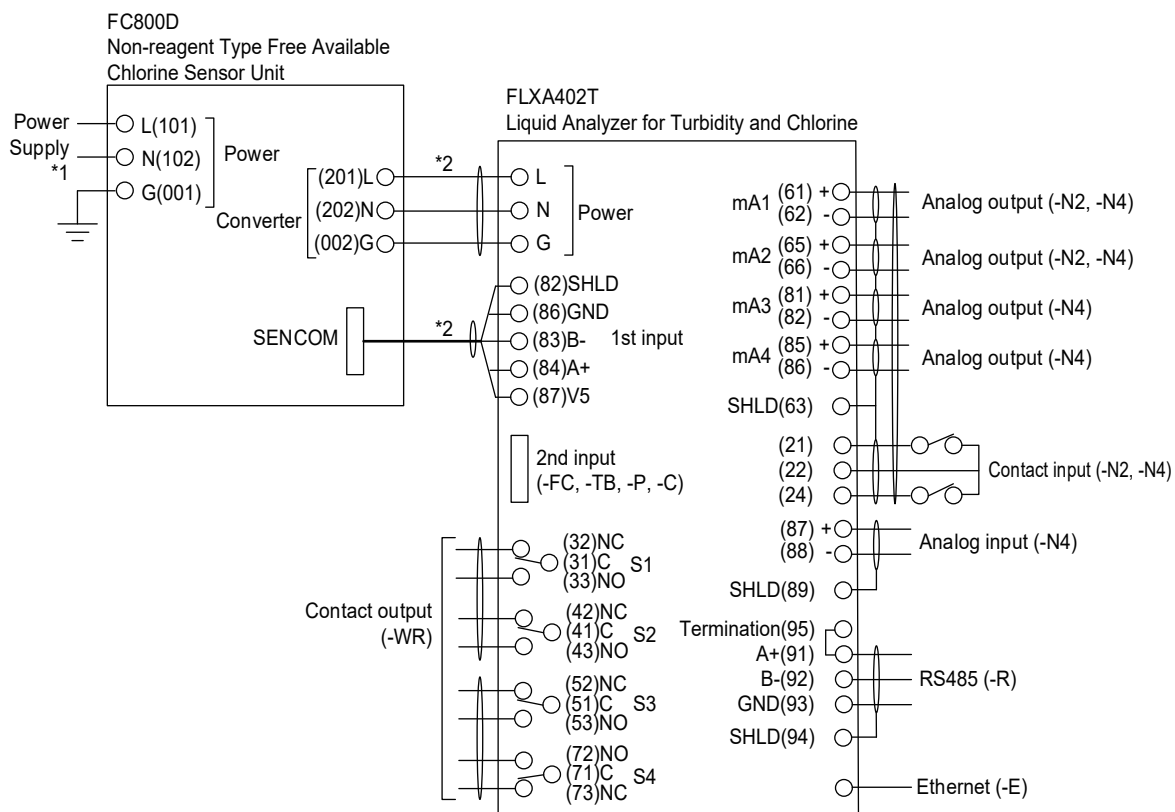 FC800D
Non-reagent Type Free Available
Chlorine Sensor Unit
Power
Supply
*1
L(101)
N(102)
G(001)
Power
Converter
(201)L
(202)N
(002)G
*2
SENCOM
*2
FLXA402T
Liquid Analyzer for Turbidity and Chlorine
L
N
G
Power
(82)SHLD
(86)GND
(83)B-
(84)A+
(87)V5
1st input
2nd input
(-FC, -TB, -P, -C)
Contact output
(-WR)
(32)NC
(31)C
(33)NO
S1
(42)NC
(41)C
(43)NO
S2
(52)NC
(51)C
(53)NO
S3
(72)NO
(71)C
(73)NC
S4
mA1
(61) +
(62) -
Analog output (-N2, -N4)
mA2
(65) +
(66) -
Analog output (-N2, -N4)
mA3
(81) +
(82) -
Analog output (-N4)
mA4
(85) +
(86) -
Analog output (-N4)
SHLD(63)
(21)
(22)
(24)
Contact input (-N2, -N4)
(87) +
(88) -
Analog input (-N4)
SHLD(89)
Termination(95)
A+(91)
B-(92)
GND(93)
SHLD(94)
RS485 (-R)
Ethernet (-E)